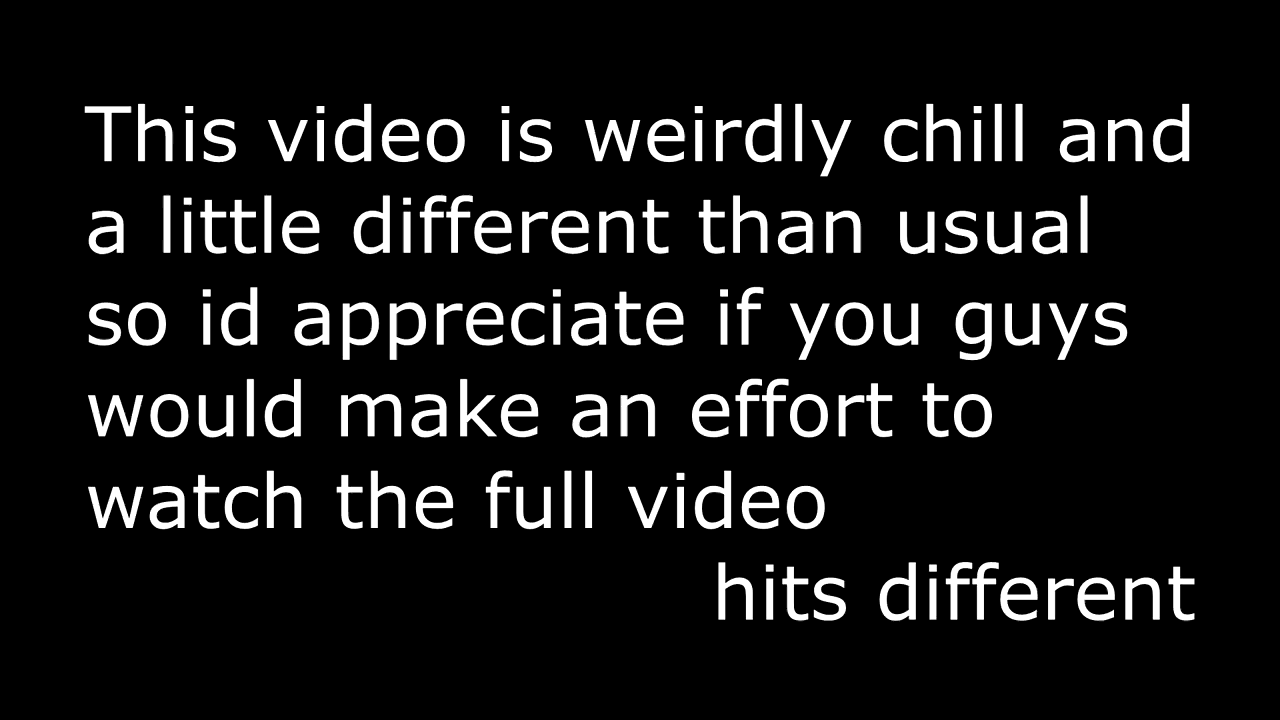 This video is weirdly chill and
a little different than usual
so id appreciate if you guys
would make an effort to
watch the full video
hits different